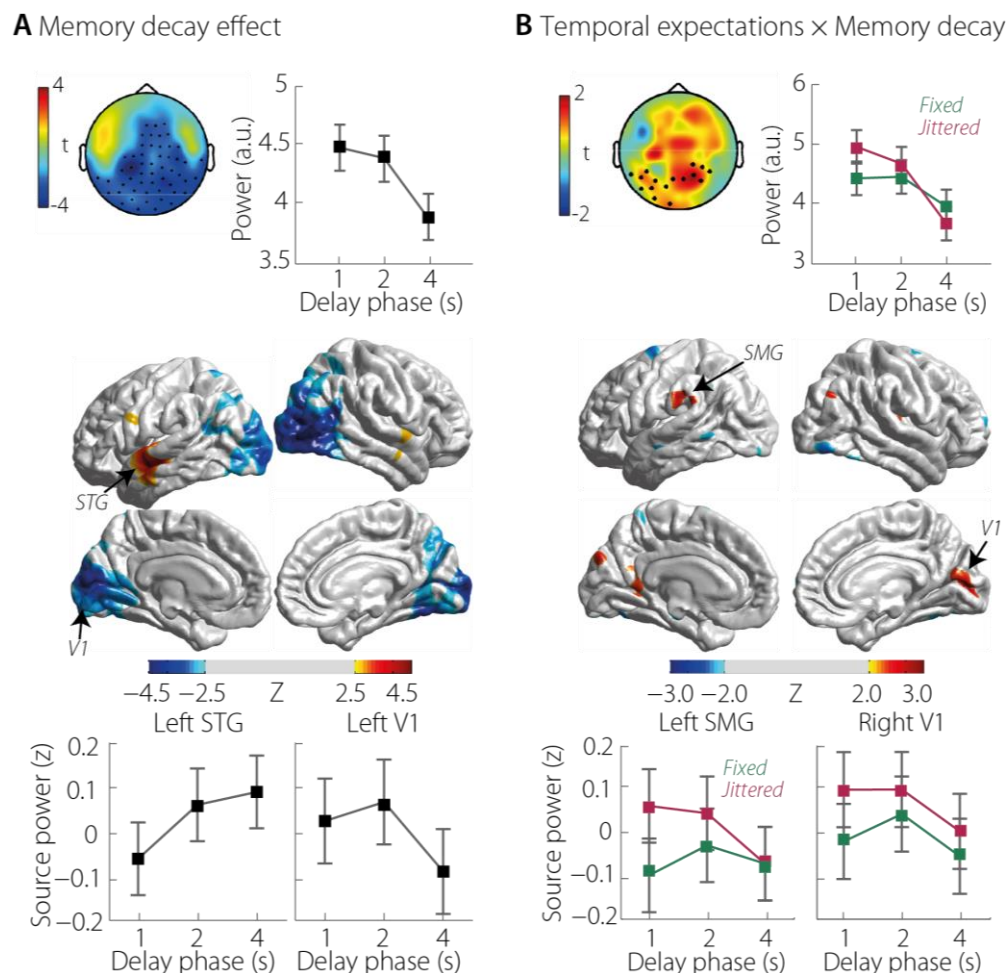 A Memory decay effect
4
t
-4
Power (a.u.)
5
4.5
4
3.5
1 2 4
Delay phase (s)
STG
V1
−4.5 −2.5 Z 2.5 4.5
Left STG
Left V1
Source power (z)
0.2
0.1
0
−0.1
−0.2
1 2 4
Delay phase (s)
1 2 4
Delay phase (s)
B Temporal expectations × Memory decay
2
t
-2
Power (a.u.)
6
5
4
3
Fixed
Jittered
1 2 4
Delay phase (s)
SMG
V1
−3.0 −2.0 Z 2.0 3.0
Left SMG
Right V1
Source power (z)
0.2
0.1
0
−0.1
−0.2
Fixed
Jittered
1 2 4
Delay phase (s)
1 2 4
Delay phase (s)